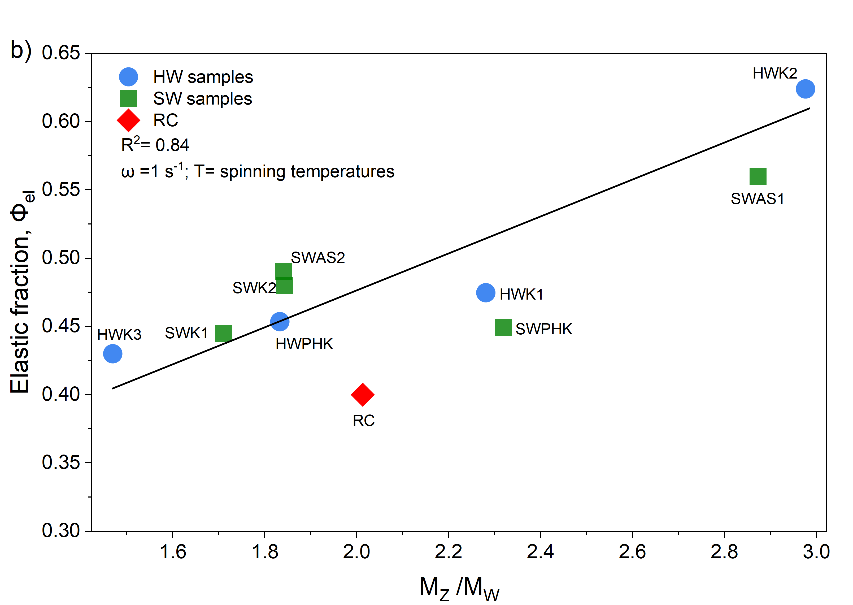 b)
0.65
0.60
0.55
0.50
0.45
0.40
0.35
0.30
Elastic fraction, Φel
HW samples
SW samples
RC
R²= 0.84
ω =1 s⁻¹; T= spinning temperatures
HWK2
SWAS1
SWAS2
SWK2
HWK1
HWK3
SWK1
SWPHK
HWPHK
RC
1.6
1.8
2.0
2.2
2.4
2.6
2.8
3.0
MZ /MW